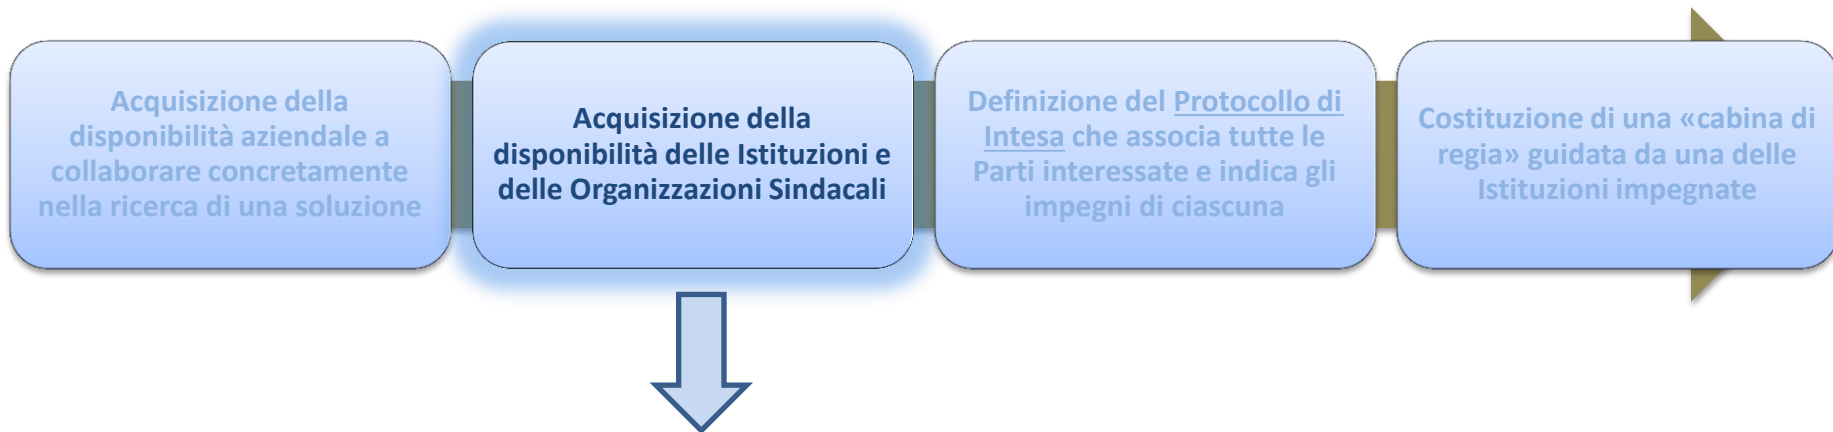 Acquisizione della
disponibilità aziendale a
collaborare concretamente
nella ricerca di una soluzione
Acquisizione della
disponibilità delle Istituzioni e
delle Organizzazioni Sindacali
Definizione del Protocollo di
Intesa che associa tutte le
Parti interessate e indica gli
impegni di ciascuna
Costituzione di una «cabina di
regia» guidata da una delle
Istituzioni impegnate